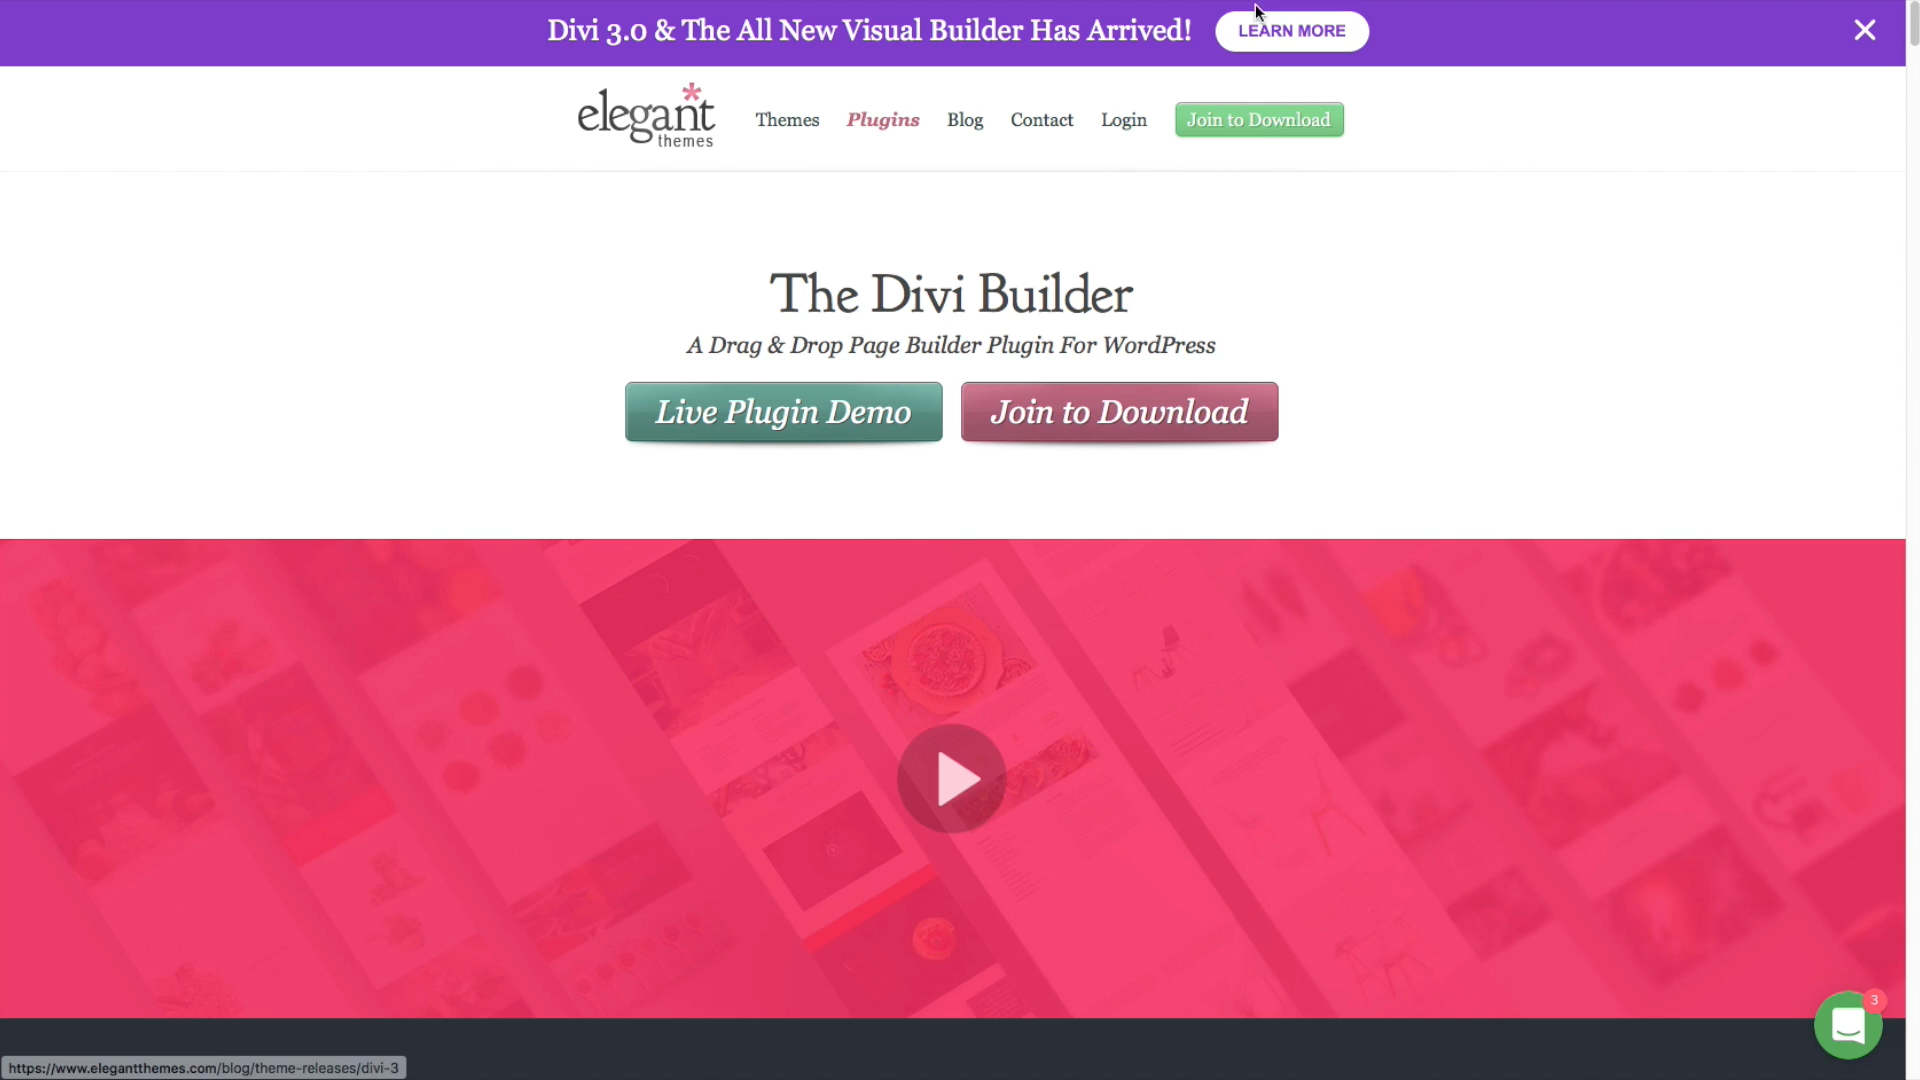 Divi 3.0 & The All New Visual Builder Has Arrived! LEARN MORE
elegant themes
Themes Plugins Blog Contact Login Join to Download
The Divi Builder
A Drag & Drop Page Builder Plugin For WordPress
Live Plugin Demo Join to Download
3
https://www.elegantthemes.com/blog/theme-releases/divi-3